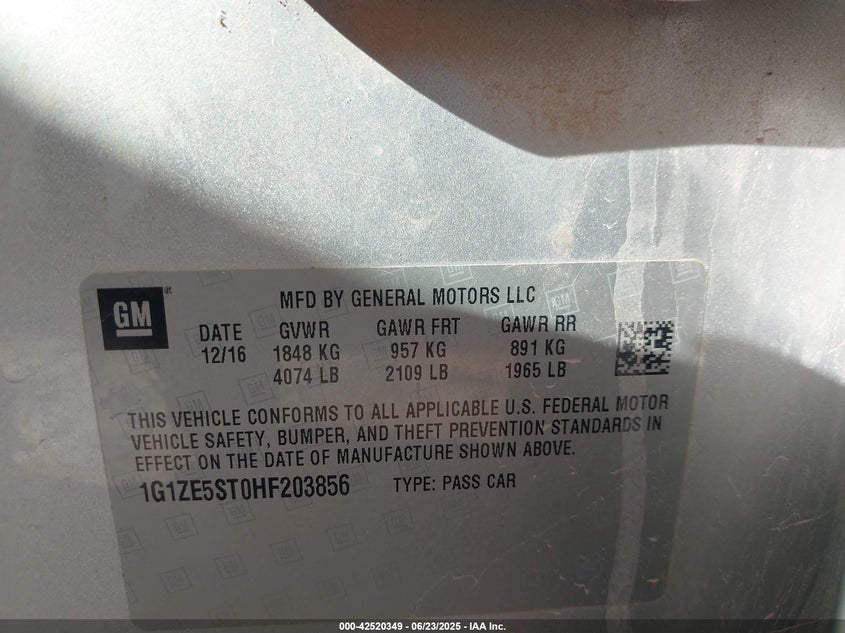 GM
MFD BY GENERAL MOTORS LLC
DATE GVWR GAWR FRT GAWR RR
12/16 1848 KG 957 KG 891 KG
4074 LB 2109 LB 1965 LB
THIS VEHICLE CONFORMS TO ALL APPLICABLE U.S. FEDERAL MOTOR
VEHICLE SAFETY, BUMPER, AND THEFT PREVENTION STANDARDS IN
EFFECT ON THE DATE OF MANUFACTURE SHOWN ABOVE.
1G1ZE5ST0HF203856 TYPE: PASS CAR
000-42520349 - 06/23/2025 - IAA Inc.